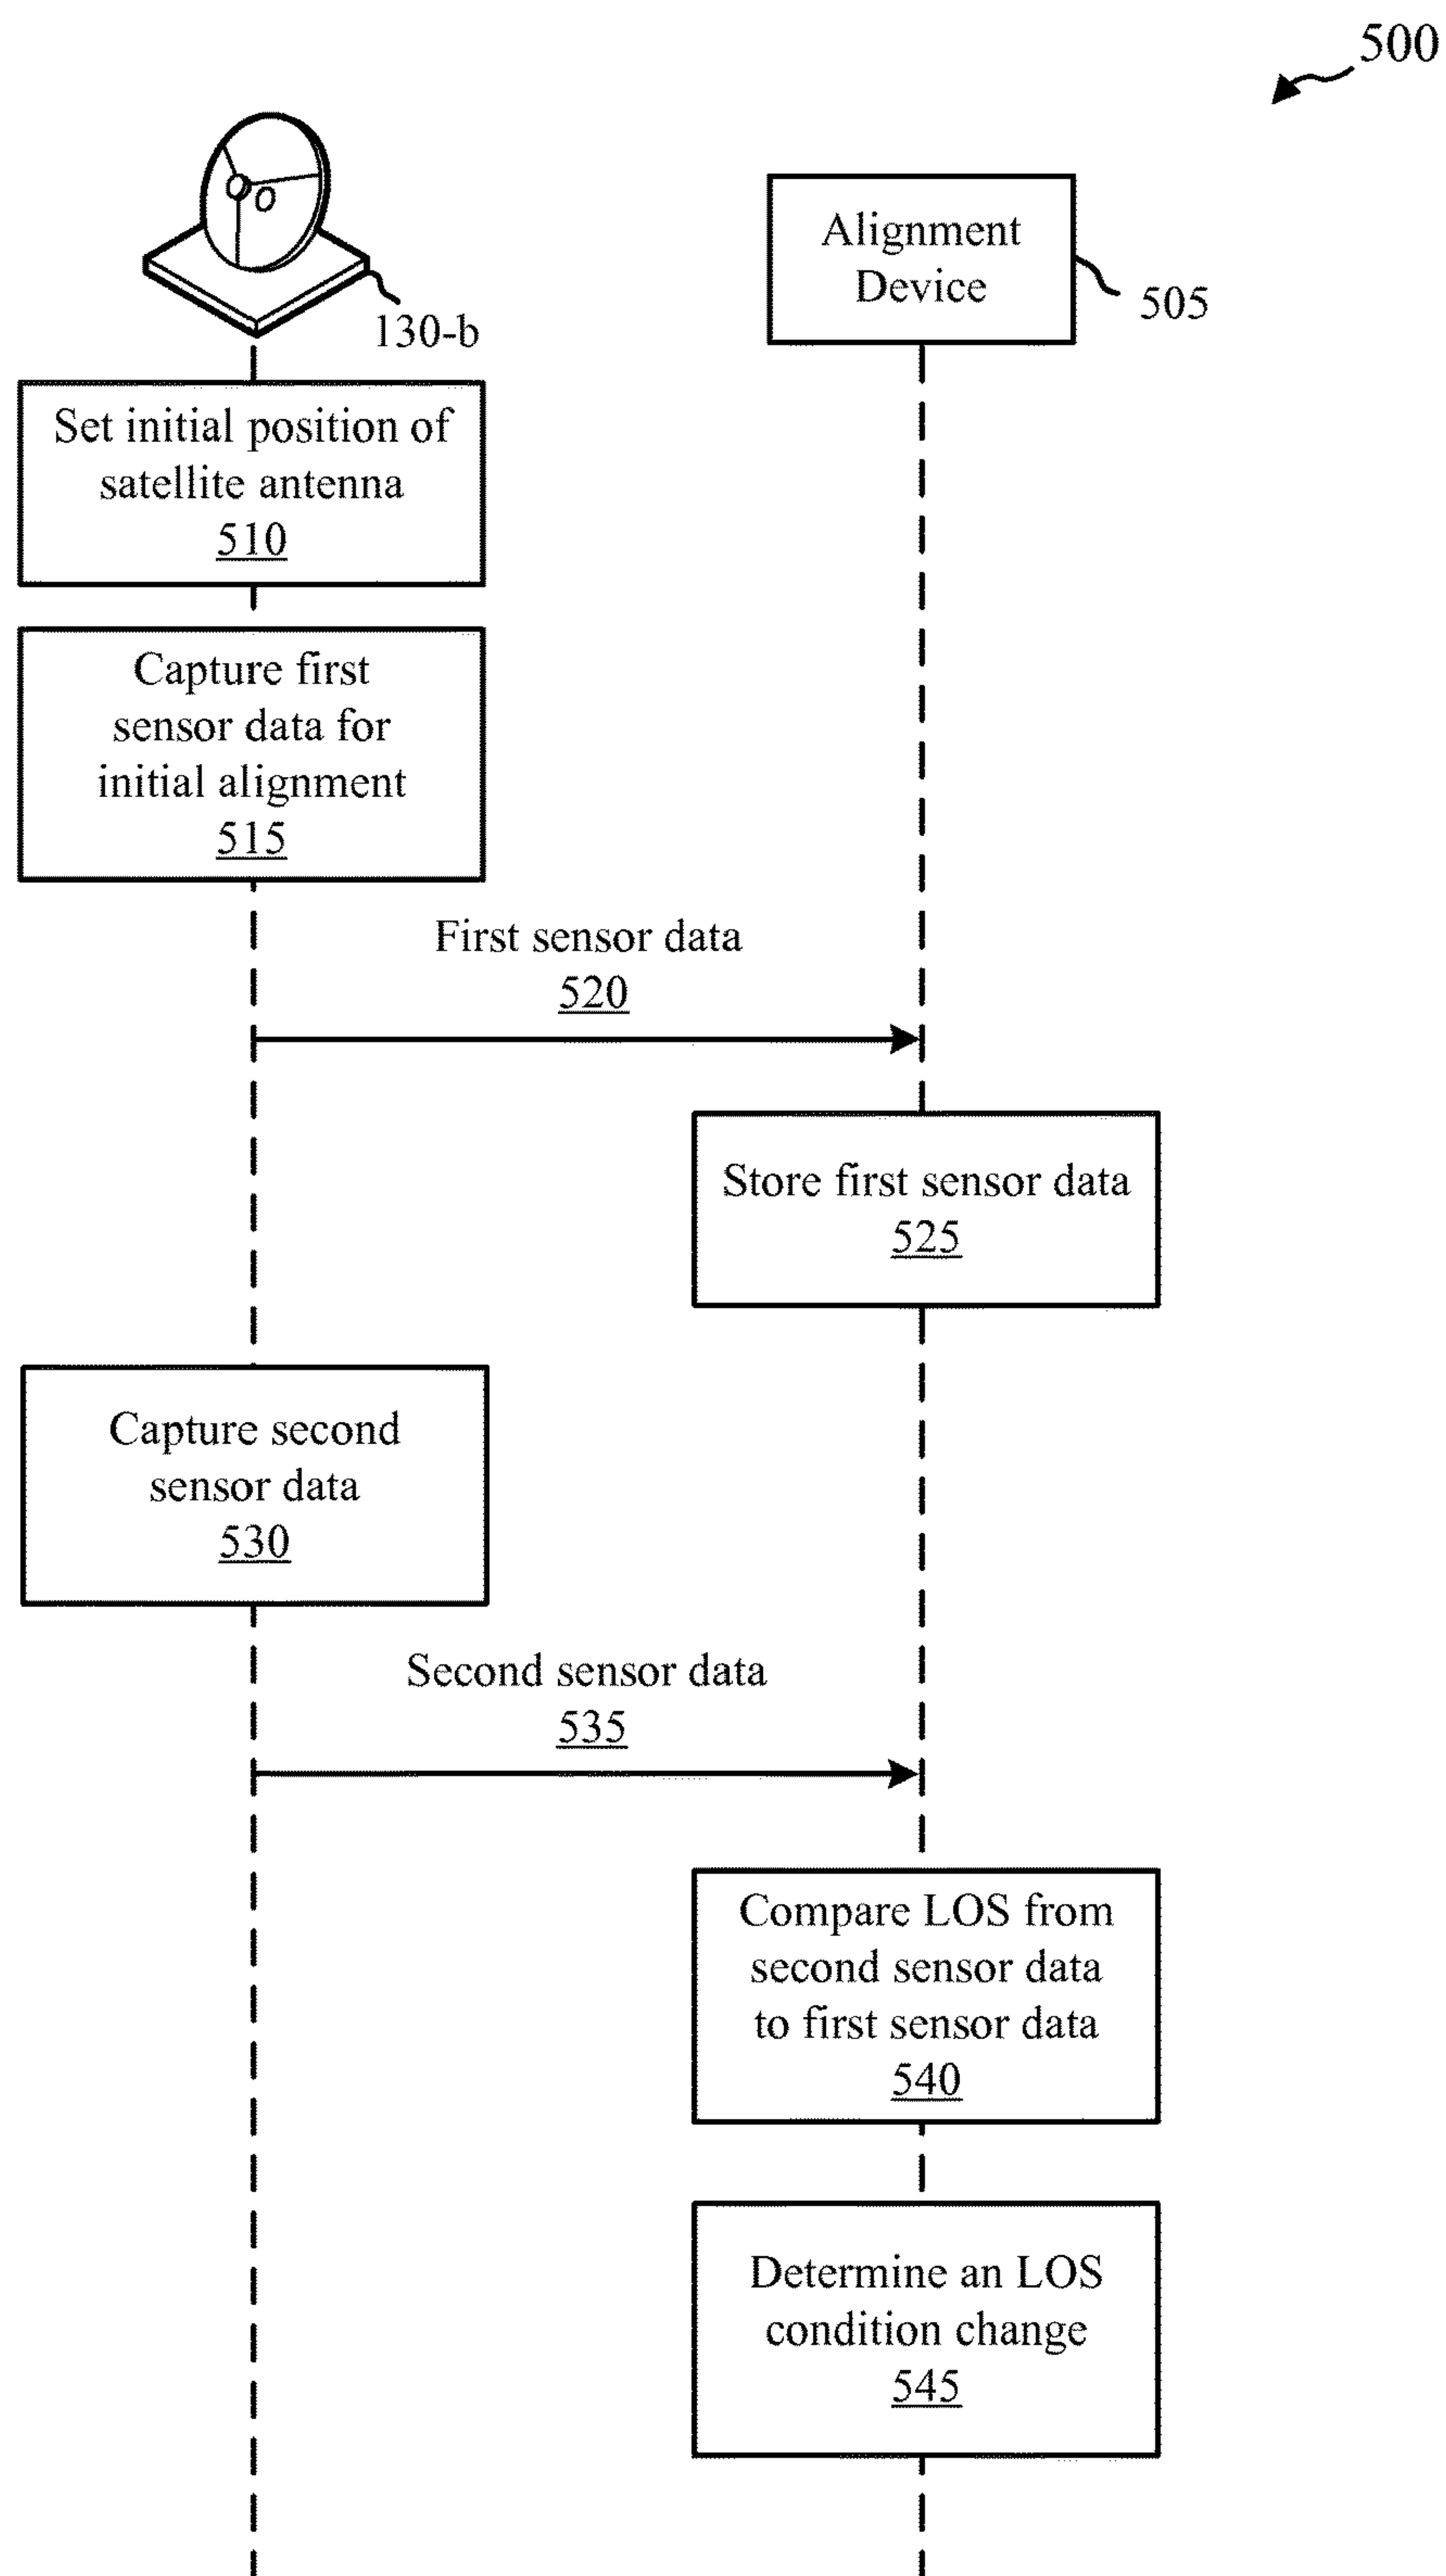 500
Alignment
Device
505
130-b
Set initial position of
satellite antenna
510
Capture first
sensor data for
initial alignment
515
First sensor data
520
Store first sensor data
525
Capture second
sensor data
530
Second sensor data
535
Compare LOS from
second sensor data
to first sensor data
540
Determine an LOS
condition change
545